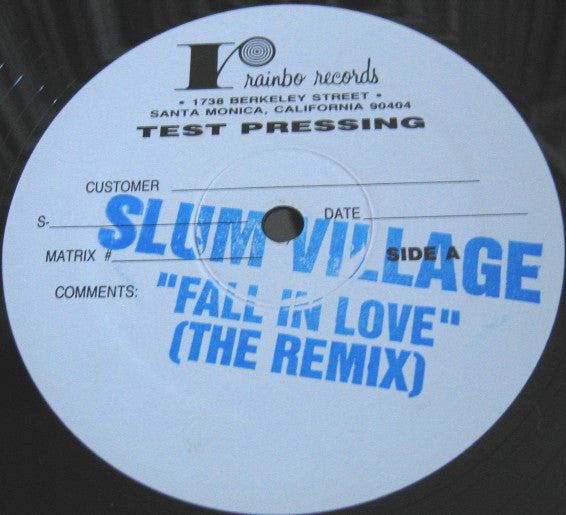 r rainbo records
• 1738 BERKELEY STREET •
SANTA MONICA, CALIFORNIA 90404
TEST PRESSING
CUSTOMER
S- DATE
SLUM VILLAGE
MATRIX # SIDE A
COMMENTS: "FALL IN LOVE"
(THE REMIX)